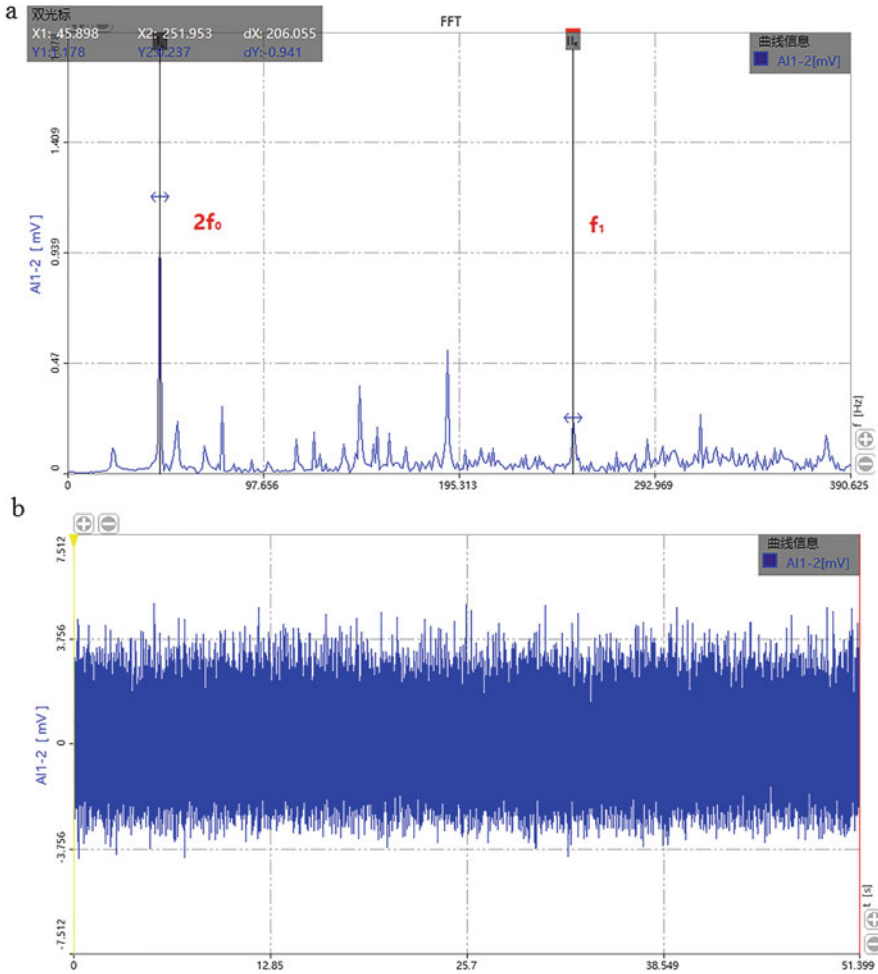 a
双光标
X1: 45.898 X2: 251.953 dX: 206.055
Y2:0.237 dY:-0.941
FFT
曲线信息
AI1-2[mV]
1.409
0.939
0.47
0
AI1-2 [mV]
2f₀
f₁
f [Hz]
0 97.656 195.313 292.969 390.625
b
曲线信息
AI1-2[mV]
7.512
3.756
0
-3.756
-7.512
AI1-2 [mV]
t [s]
0 12.85 25.7 38.549 51.399